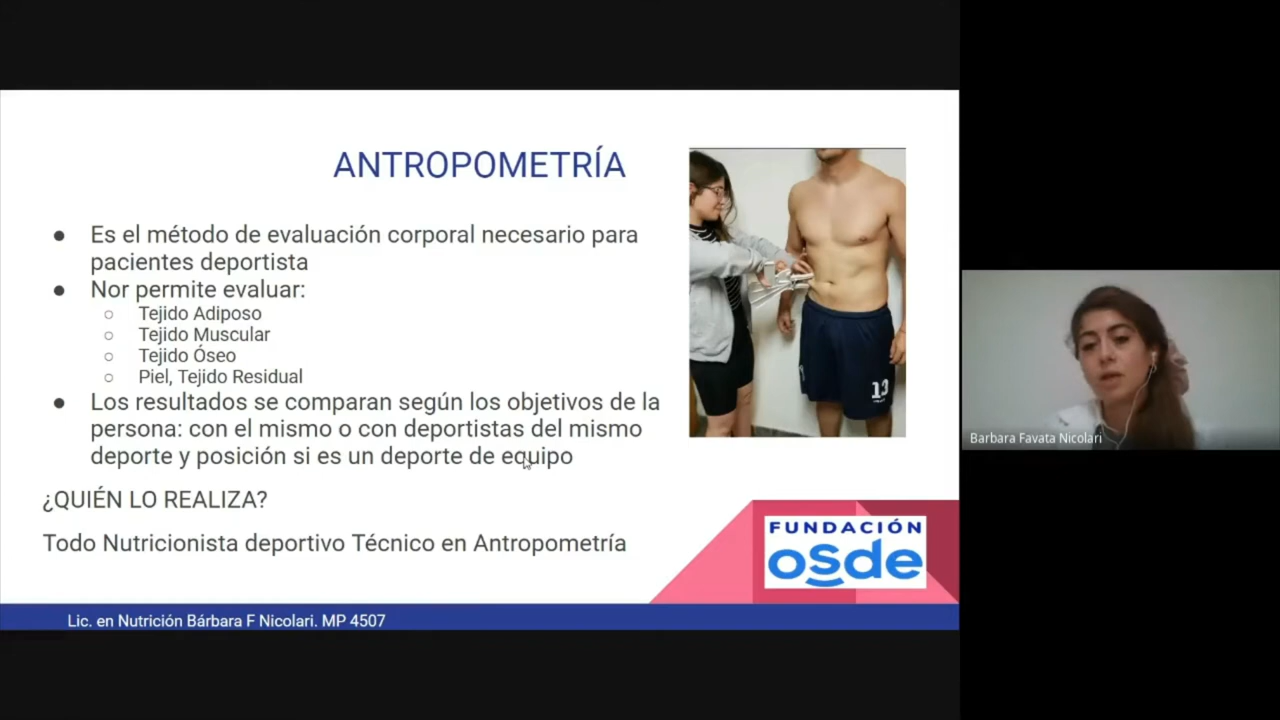 ANTROPOMETRÍA
● Es el método de evaluación corporal necesario para
pacientes deportista
● Nor permite evaluar:
○ Tejido Adiposo
○ Tejido Muscular
○ Tejido Óseo
○ Piel, Tejido Residual
● Los resultados se comparan según los objetivos de la
persona: con el mismo o con deportistas del mismo
deporte y posición si es un deporte de equipo
¿QUIÉN LO REALIZA?
Todo Nutricionista deportivo Técnico en Antropometría
13
FUNDACIÓN
osde
Lic. en Nutrición Bárbara F Nicolari. MP 4507
Barbara Favata Nicolari